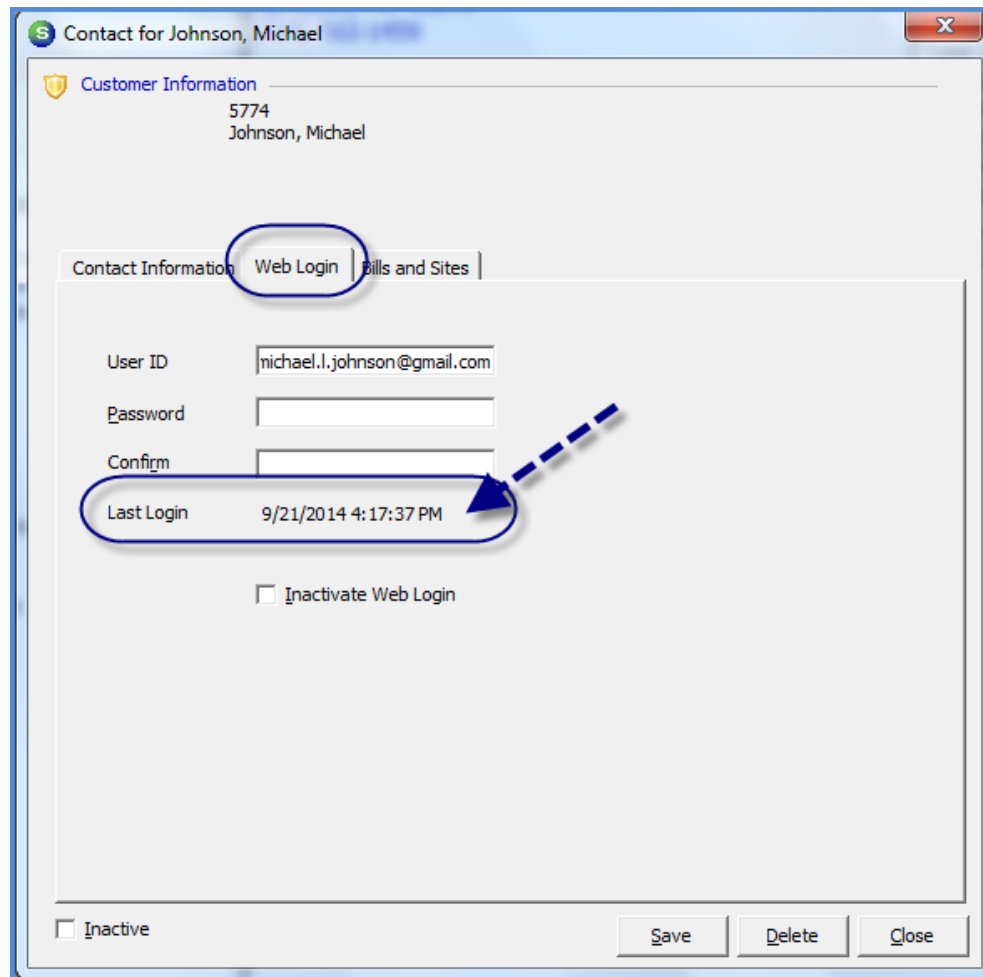 S Contact for Johnson, Michael
Customer Information
5774
Johnson, Michael
Contact Information Web Login Bills and Sites
User ID michael.l.johnson@gmail.com
Password
Confirm
Last Login 9/21/2014 4:17:37 PM
Inactivate Web Login
Inactive Save Delete Close